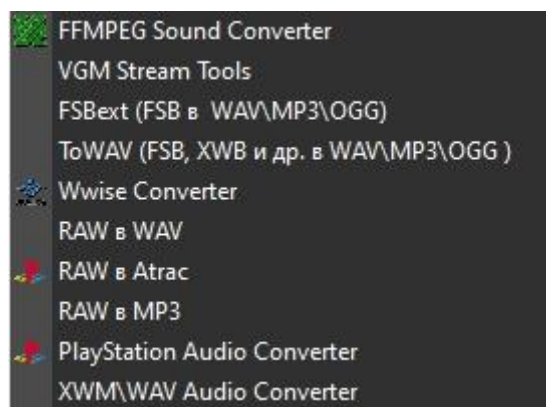 FFMPEG Sound Converter
VGM Stream Tools
FSBext (FSB в  WAV\MP3\OGG)
ToWAV (FSB, XWB и др. в WAV\MP3\OGG )
Wwise Converter
RAW в WAV
RAW в Atrac
RAW в MP3
PlayStation Audio Converter
XWM\WAV Audio Converter